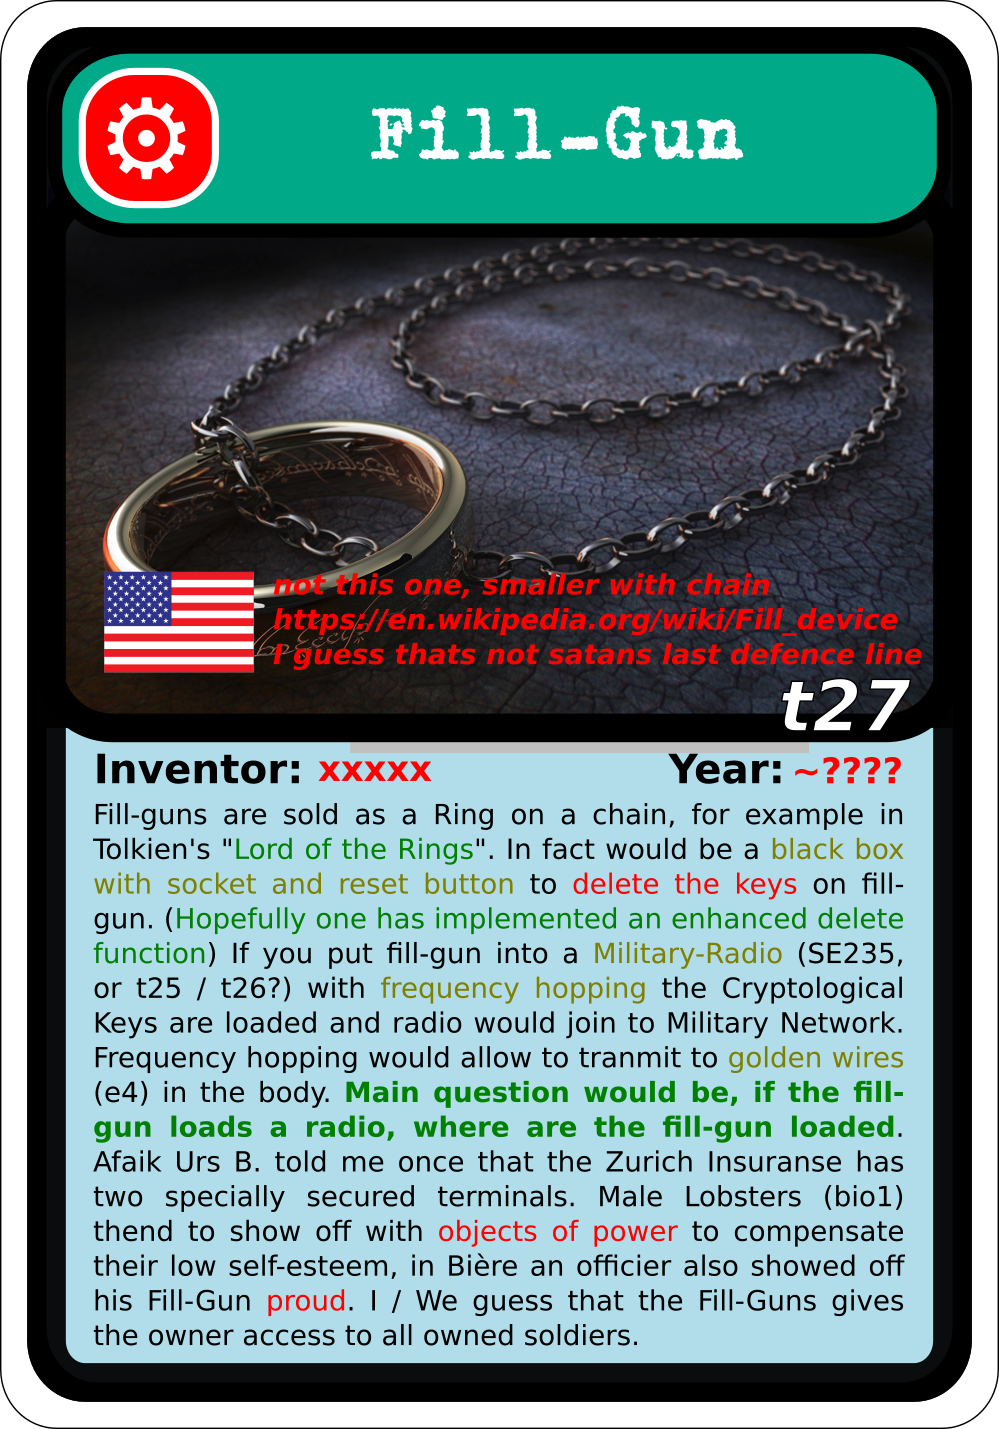 Fill-Gun
not this one, smaller with chain
https://en.wikipedia.org/wiki/Fill_device
I guess thats not satans last defence line
t27
Inventor: xxxxx Year: ~????
Fill-guns are sold as a Ring on a chain, for example in
Tolkien's "Lord of the Rings". In fact would be a black box
with socket and reset button to delete the keys on fill-
gun. (Hopefully one has implemented an enhanced delete
function) If you put fill-gun into a Military-Radio (SE235,
or t25 / t26?) with frequency hopping the Cryptological
Keys are loaded and radio would join to Military Network.
Frequency hopping would allow to tranmit to golden wires
(e4) in the body. Main question would be, if the fill-
gun loads a radio, where are the fill-gun loaded.
Afaik Urs B. told me once that the Zurich Insuranse has
two specially secured terminals. Male Lobsters (bio1)
thend to show off with objects of power to compensate
their low self-esteem, in Bière an officier also showed off
his Fill-Gun proud. I / We guess that the Fill-Guns gives
the owner access to all owned soldiers.